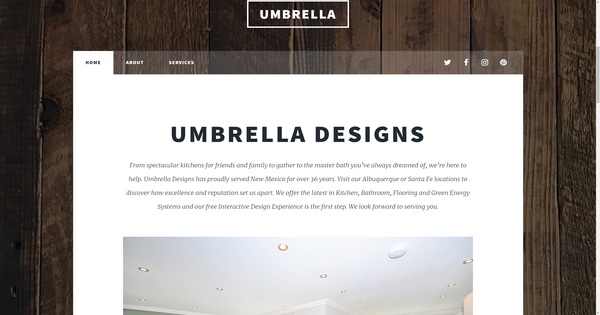 UMBRELLA
HOME ABOUT SERVICES
UMBRELLA DESIGNS
From spectacular kitchens for friends and family to gather to the master bath you've always dreamed of, we're here to
help. Umbrella Designs has proudly served New Mexico for over 36 years. Visit our Albuquerque or Santa Fe locations to
discover how excellence and reputation set us apart. We offer the latest in Kitchen, Bathroom, Flooring and Green Energy
Systems and our free Interactive Design Experience is the first step. We look forward to serving you.